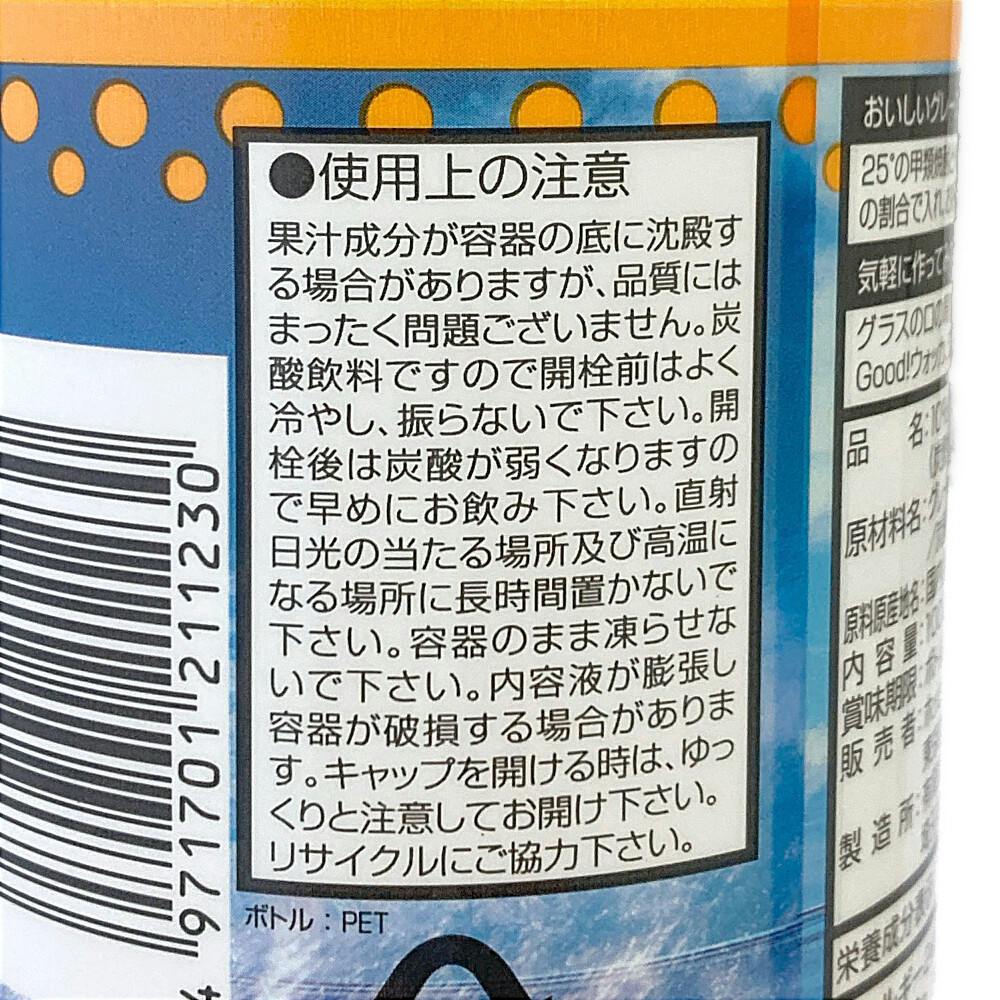 ●使用上の注意
果汁成分が容器の底に沈殿す
る場合がありますが、品質には
まったく問題ございません。炭
酸飲料ですので開栓前はよく
冷やし、振らないで下さい。開
栓後は炭酸が弱くなりますの
で早めにお飲み下さい。直射
日光の当たる場所及び高温に
なる場所に長時間置かないで
下さい。容器のまま凍らせな
いで下さい。内容液が膨張し
容器が破損する場合がありま
す。キャップを開ける時は、ゆっ
くりと注意してお開け下さい。
リサイクルにご協力下さい。
ボトル：PET
4 971701 211230
おいしいグレー
25°の甲類焼酎
の割合で入れ、
気軽に作って
グラスの口の
Good!ウォッカ
品 名:
原材料名:グレ
原料原産地名:国
内容量:
賞味期限:ボト
販売者:
製造所:
栄養成分表